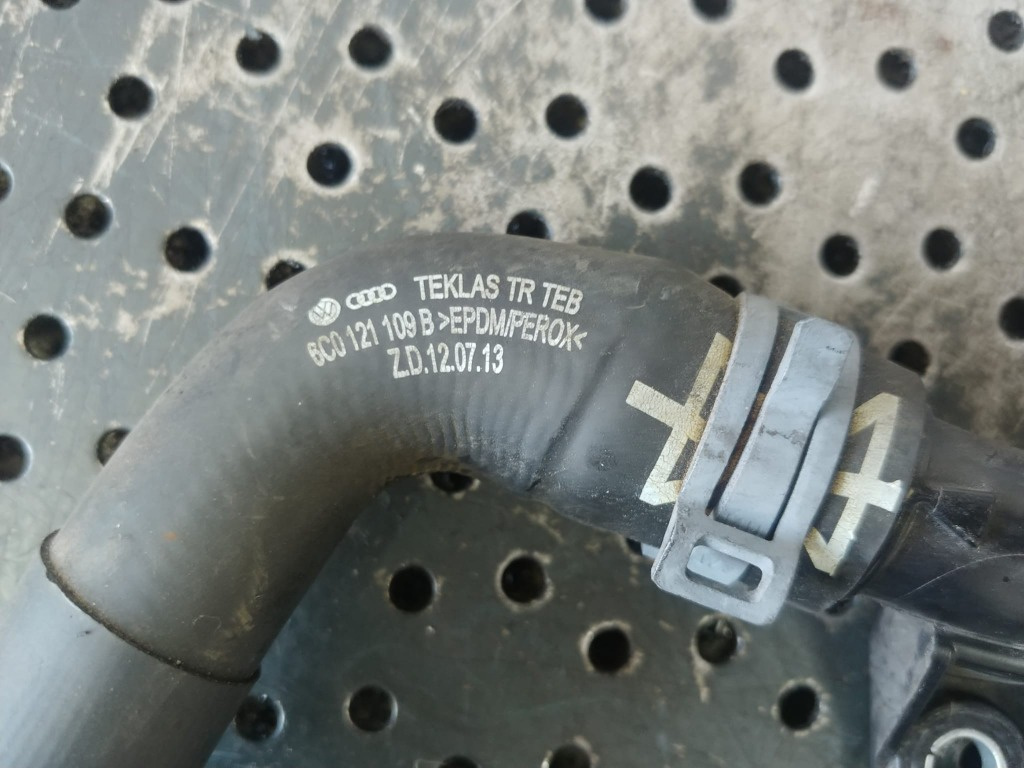 TEKLAS TR TEB
6C0 121 109 B >EPDM/PEROX<
Z.D.12.07.13